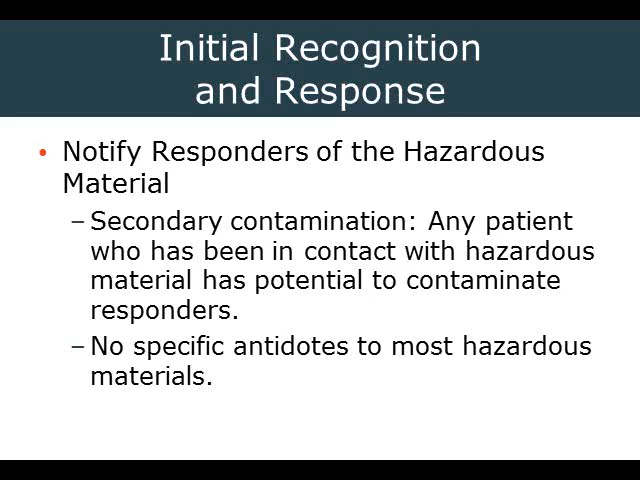 Initial Recognition
and Response
• Notify Responders of the Hazardous
Material
– Secondary contamination: Any patient
who has been in contact with hazardous
material has potential to contaminate
responders.
– No specific antidotes to most hazardous
materials.